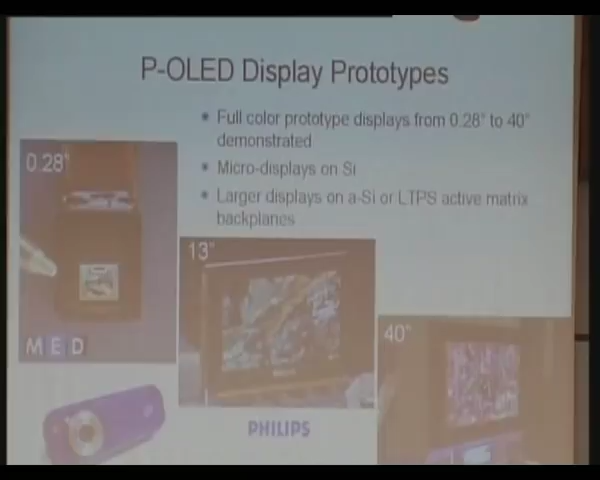 P-OLED Display Prototypes
Full color prototype displays from 0.28" to 40"
demonstrated
Micro-displays on Si
Larger displays on a-Si or LTPS active matrix
backplanes
0.28"
13"
40"
MED
PHILIPS